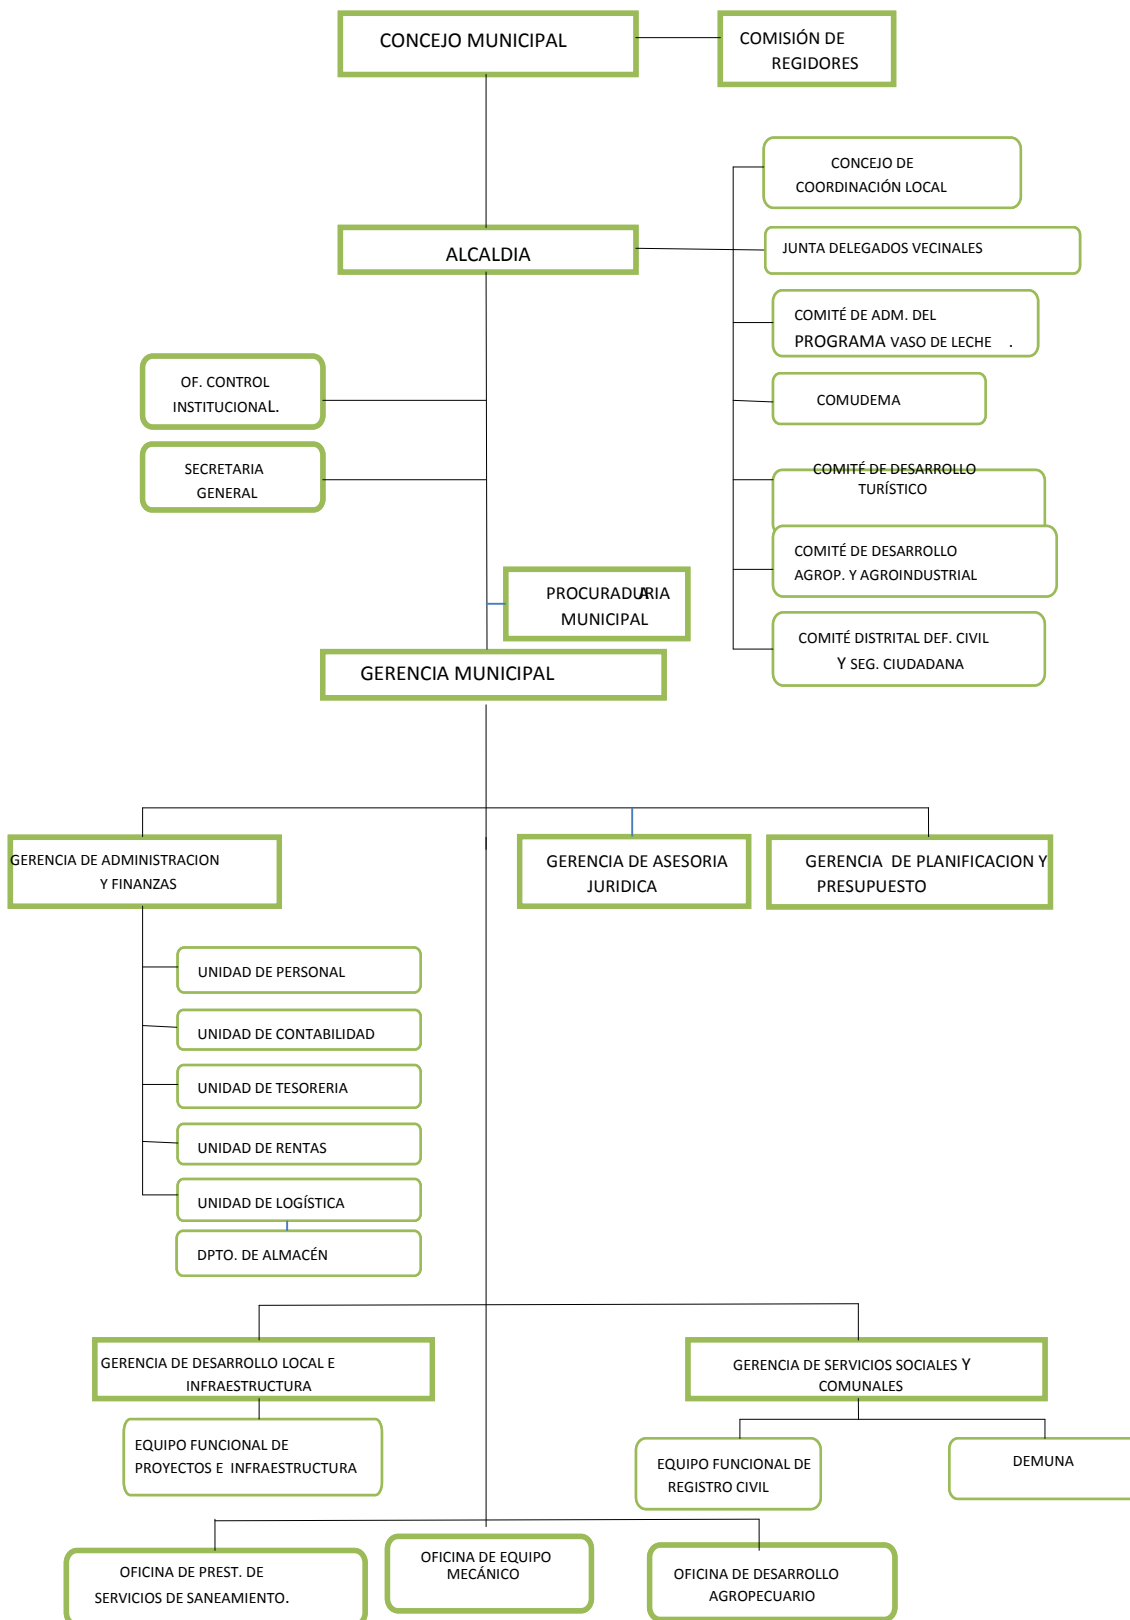 CONCEJO MUNICIPAL
COMISIÓN DE
REGIDORES
CONCEJO DE
COORDINACIÓN LOCAL
ALCALDIA
JUNTA DELEGADOS VECINALES
COMITÉ DE ADM. DEL
PROGRAMA VASO DE LECHE .
OF. CONTROL
INSTITUCIONAL.
COMUDEMA
SECRETARIA
GENERAL
COMITÉ DE DESARROLLO
TURÍSTICO
COMITÉ DE DESARROLLO
AGROP. Y AGROINDUSTRIAL
PROCURADURIA
MUNICIPAL
COMITÉ DISTRITAL DEF. CIVIL
Y SEG. CIUDADANA
GERENCIA MUNICIPAL
GERENCIA DE ADMINISTRACION
Y FINANZAS
GERENCIA DE ASESORIA
JURIDICA
GERENCIA DE PLANIFICACION Y
PRESUPUESTO
UNIDAD DE PERSONAL
UNIDAD DE CONTABILIDAD
UNIDAD DE TESORERIA
UNIDAD DE RENTAS
UNIDAD DE LOGÍSTICA
DPTO. DE ALMACÉN
GERENCIA DE DESARROLLO LOCAL E
INFRAESTRUCTURA
GERENCIA DE SERVICIOS SOCIALES Y
COMUNALES
EQUIPO FUNCIONAL DE
PROYECTOS E INFRAESTRUCTURA
EQUIPO FUNCIONAL DE
REGISTRO CIVIL
DEMUNA
OFICINA DE PREST. DE
SERVICIOS DE SANEAMIENTO.
OFICINA DE EQUIPO
MECÁNICO
OFICINA DE DESARROLLO
AGROPECUARIO